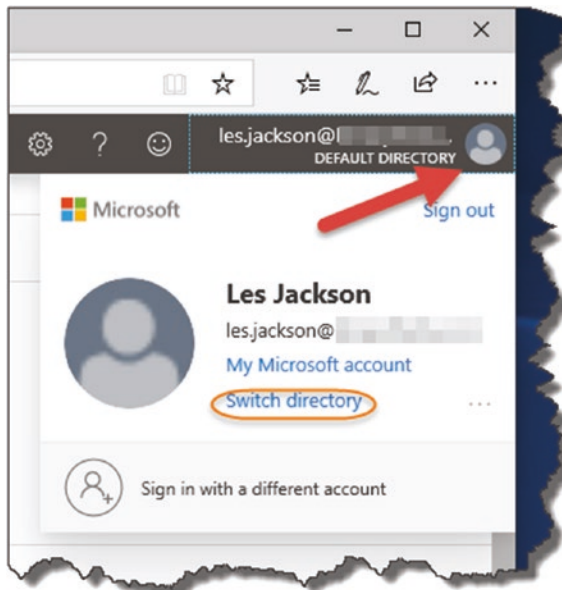 les.jackson@
DEFAULT DIRECTORY
Microsoft
Sign out
Les Jackson
les.jackson@
My Microsoft account
Switch directory
Sign in with a different account